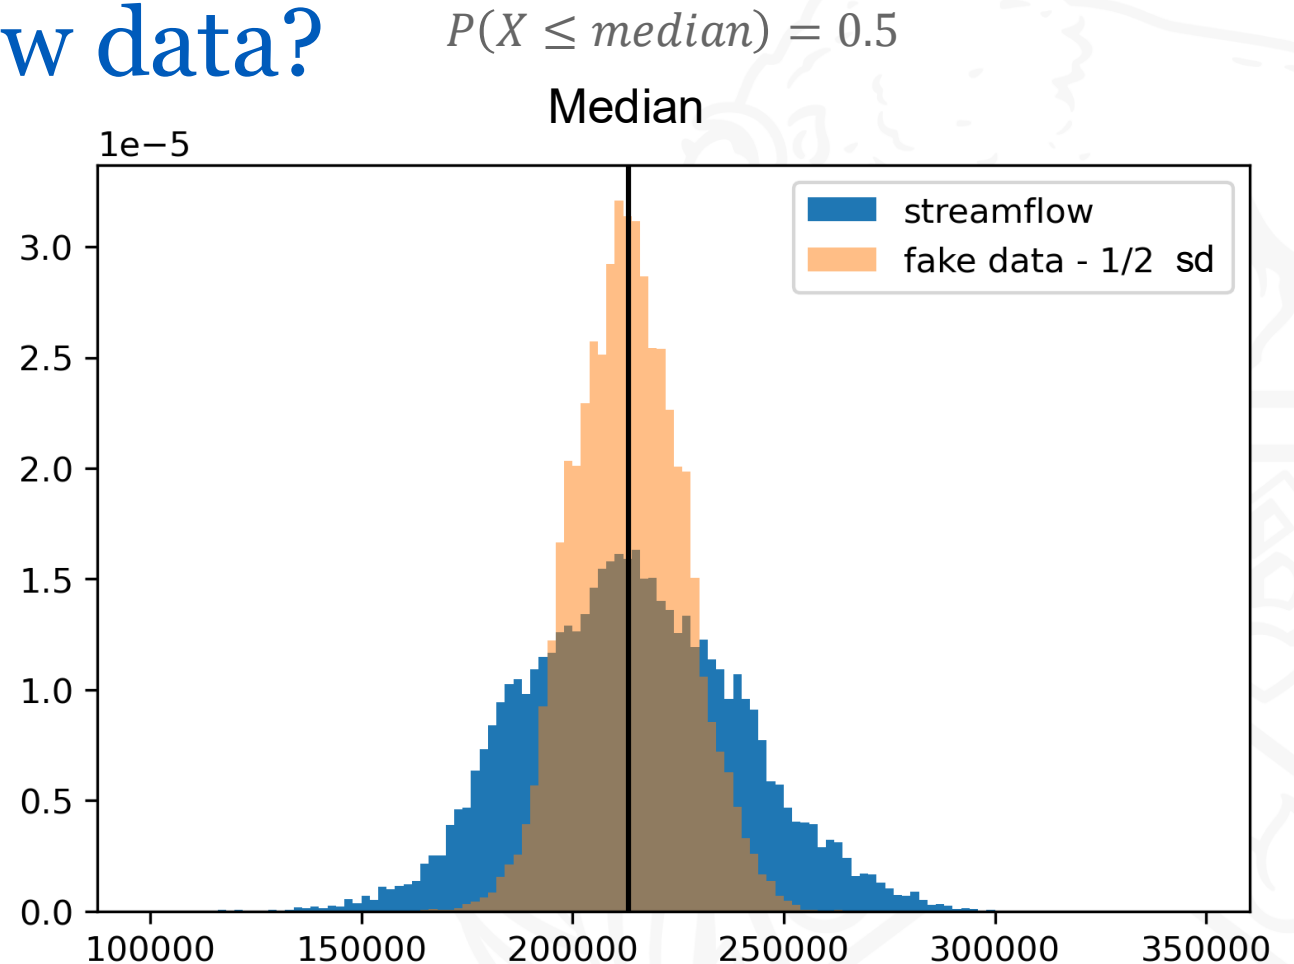 w data?
P(X ≤ median) = 0.5
Median
1e−5
streamflow
fake data - 1/2 sd
3.0
2.5
2.0
1.5
1.0
0.5
0.0
100000 150000 200000 250000 300000 350000